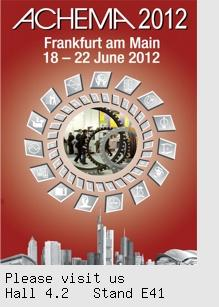 ACHEMA 2012
Frankfurt am Main
18 – 22 June 2012
Please visit us
Hall 4.2   Stand E41